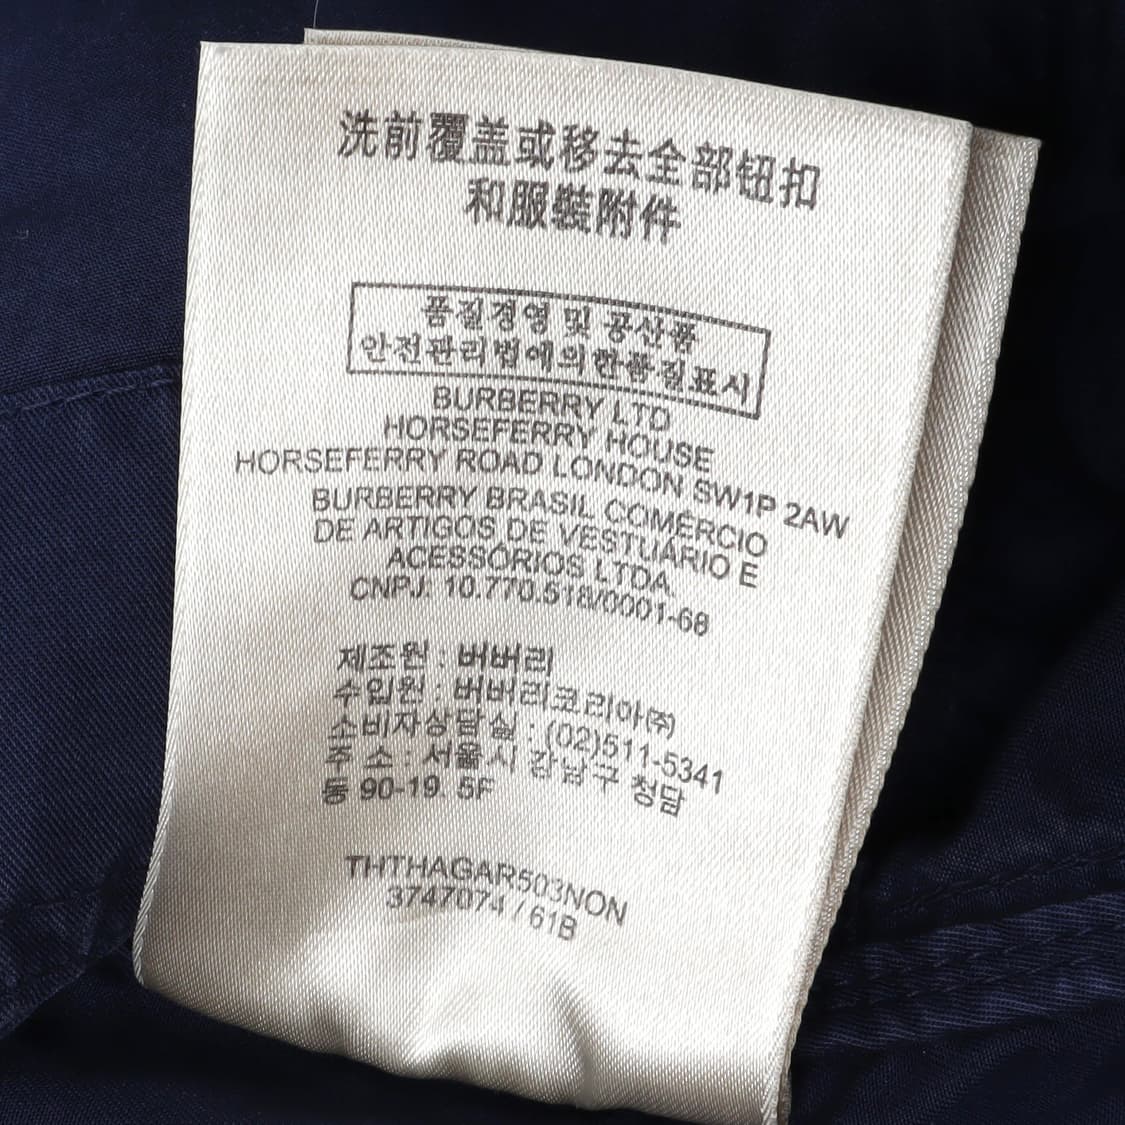 洗前覆盖或移去全部钮扣
和服裝附件
품질경영 및 공산품
안전관리법에의한품질표시
BURBERRY LTD
HORSEFERRY HOUSE
HORSEFERRY ROAD LONDON SW1P 2AW
BURBERRY BRASIL COMÉRCIO
DE ARTIGOS DE VESTUÁRIO E
ACESSÓRIOS LTDA
CNPJ: 10.770.518/0001-68
제조원 : 버버리
수입원 : 버버리코리아㈜
소비자상담실 : (02)511-5341
주 소 : 서울시 강남구 청담
동 90-19 5F
THTHAGAR503NON
3747074 / 61B